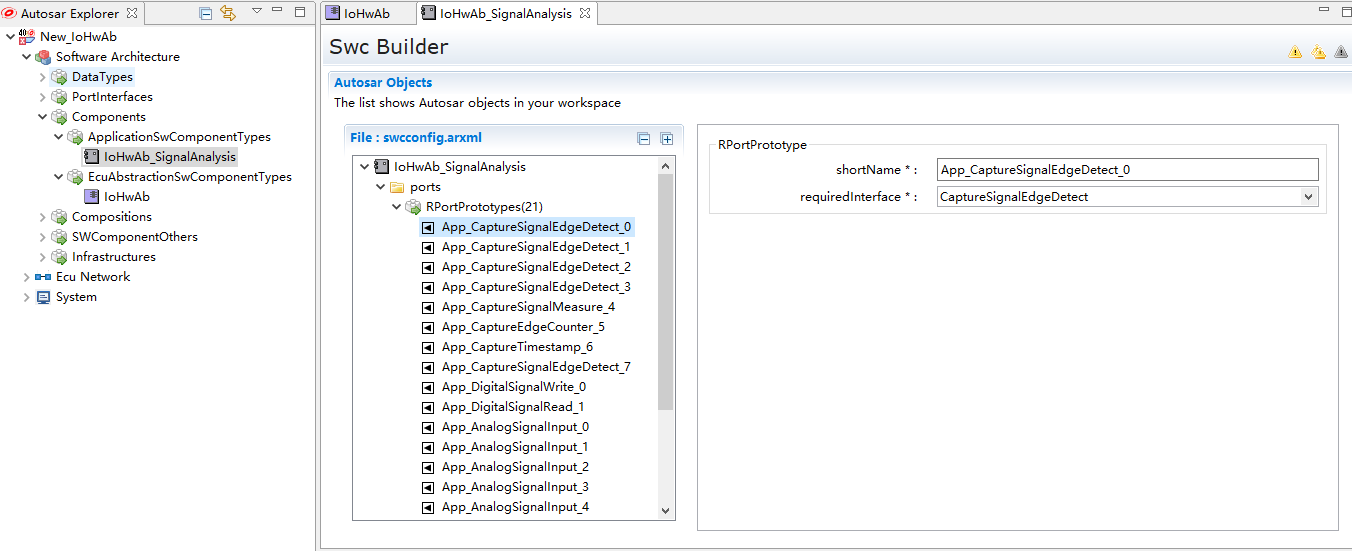 Autosar Explorer
New_IoHwAb
Software Architecture
DataTypes
PortInterfaces
Components
ApplicationSwComponentTypes
IoHwAb_SignalAnalysis
EcuAbstractionSwComponentTypes
IoHwAb
Compositions
SWComponentOthers
Infrastructures
Ecu Network
System
IoHwAb
IoHwAb_SignalAnalysis
Swc Builder
Autosar Objects
The list shows Autosar objects in your workspace
File : swcconfig.arxml
IoHwAb_SignalAnalysis
ports
RPortPrototypes(21)
App_CaptureSignalEdgeDetect_0
App_CaptureSignalEdgeDetect_1
App_CaptureSignalEdgeDetect_2
App_CaptureSignalEdgeDetect_3
App_CaptureSignalMeasure_4
App_CaptureEdgeCounter_5
App_CaptureTimestamp_6
App_CaptureSignalEdgeDetect_7
App_DigitalSignalWrite_0
App_DigitalSignalRead_1
App_AnalogSignalInput_0
App_AnalogSignalInput_1
App_AnalogSignalInput_2
App_AnalogSignalInput_3
App_AnalogSignalInput_4
RPortPrototype
shortName * : App_CaptureSignalEdgeDetect_0
requiredInterface * : CaptureSignalEdgeDetect